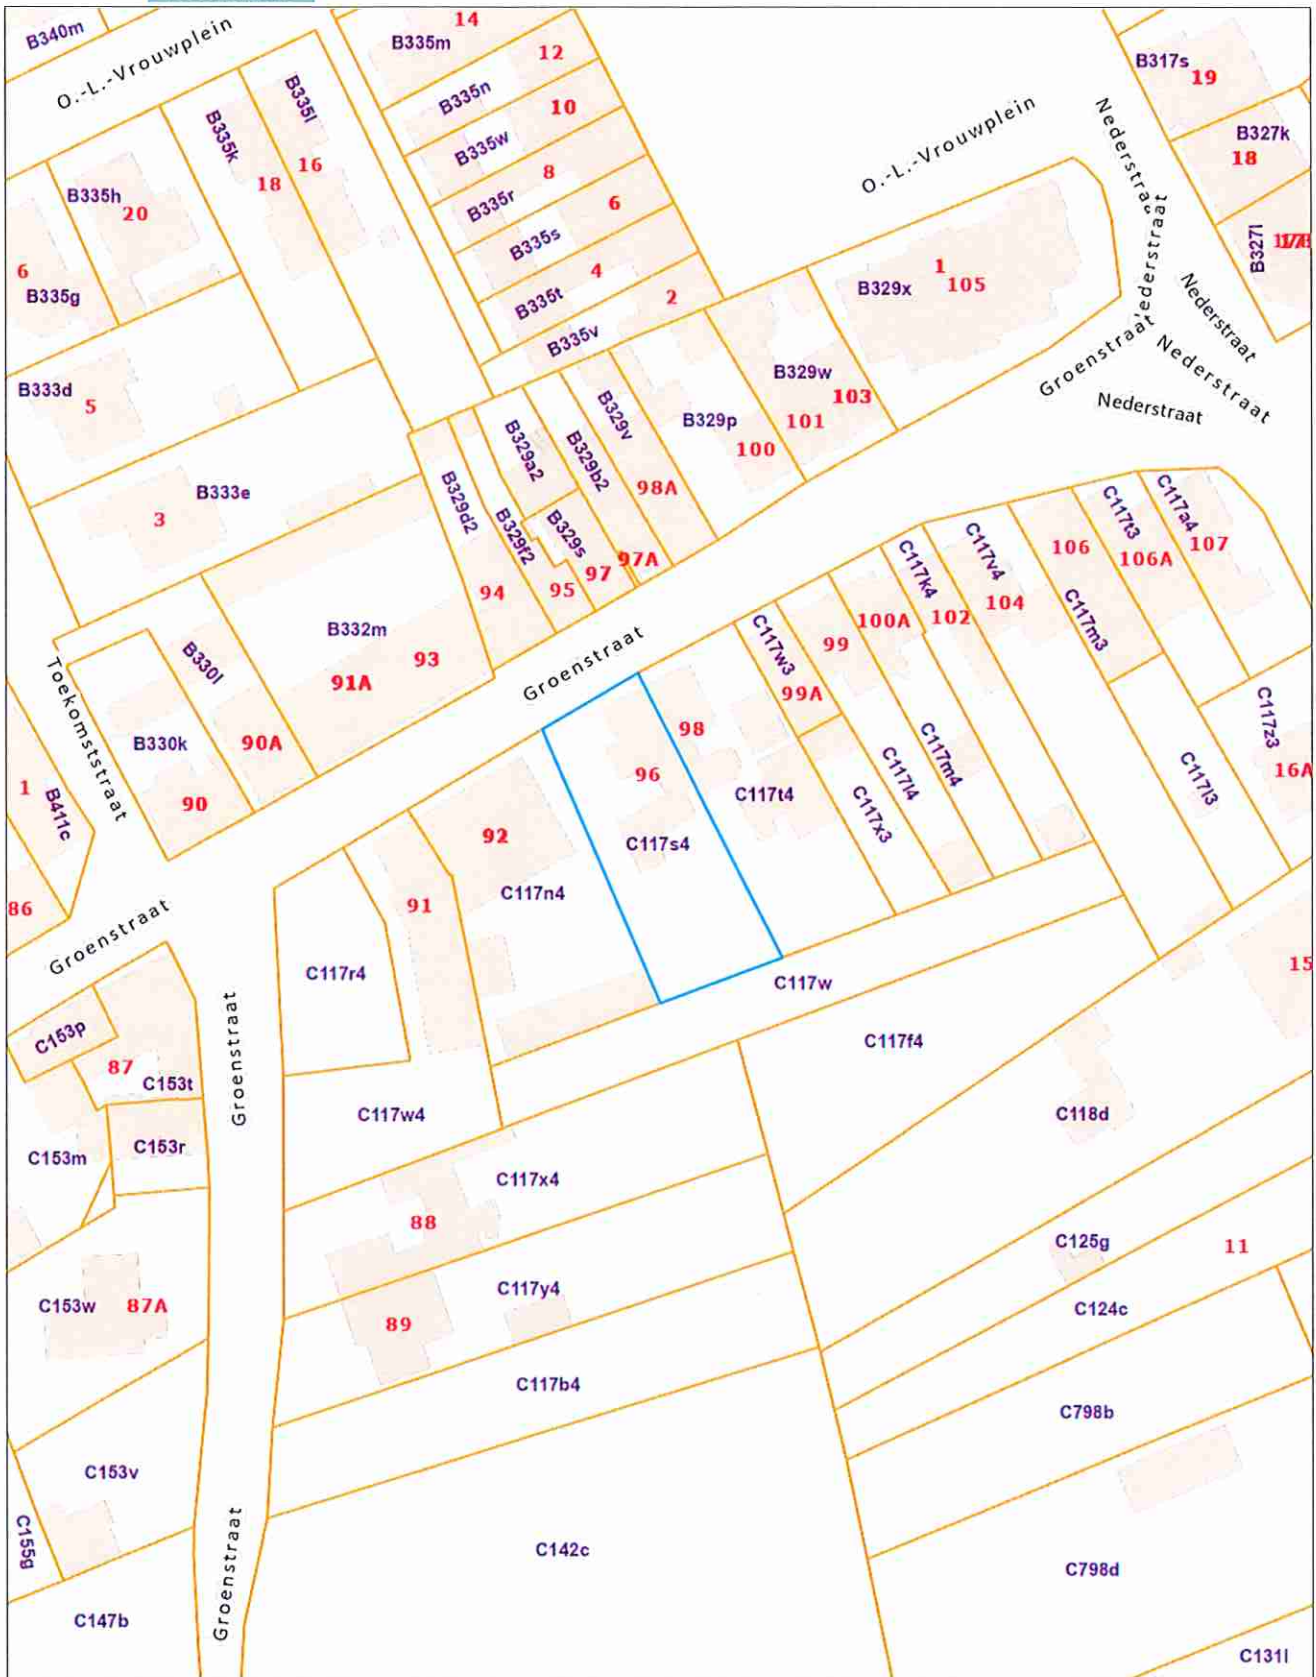 B340m
O.-L.-Vrouwplein
B335m
14
B335n
12
B335w
10
B335r
8
B335s
6
B335t
4
B335v
2
B335l
16
B335k
18
B335h
20
6
B335g
O.-L.-Vrouwplein
B317s
19
B327k
18
B327l
Nederstraat
Nederstraat
Nederstraat
Nederstraat
Nederstraat
Groenstraat
B329x
1
105
B329w
103
101
B329p
100
B329v
98A
B329b2
97A
B329a2
B329s
97
B329f2
95
B329d2
94
B333d
5
B333e
3
B332m
93
91A
B330l
90A
B330k
90
Toekomststraat
1
B411c
86
Groenstraat
Groenstraat
C117a4
107
C117t3
106A
106
C117m3
C117v4
104
C117k4
102
100A
99
C117w3
99A
C117z3
16A
C117l3
C117m4
C117l4
C117x3
C117t4
98
96
C117s4
92
C117n4
91
C117r4
C117w
C117f4
15
C118d
Groenstraat
C153p
87
C153t
C153m
C153r
C117w4
C117x4
88
C117y4
89
C117b4
C153w
87A
C125g
11
C124c
C798b
C153v
C155g
C147b
Groenstraat
C142c
C798d
C131l